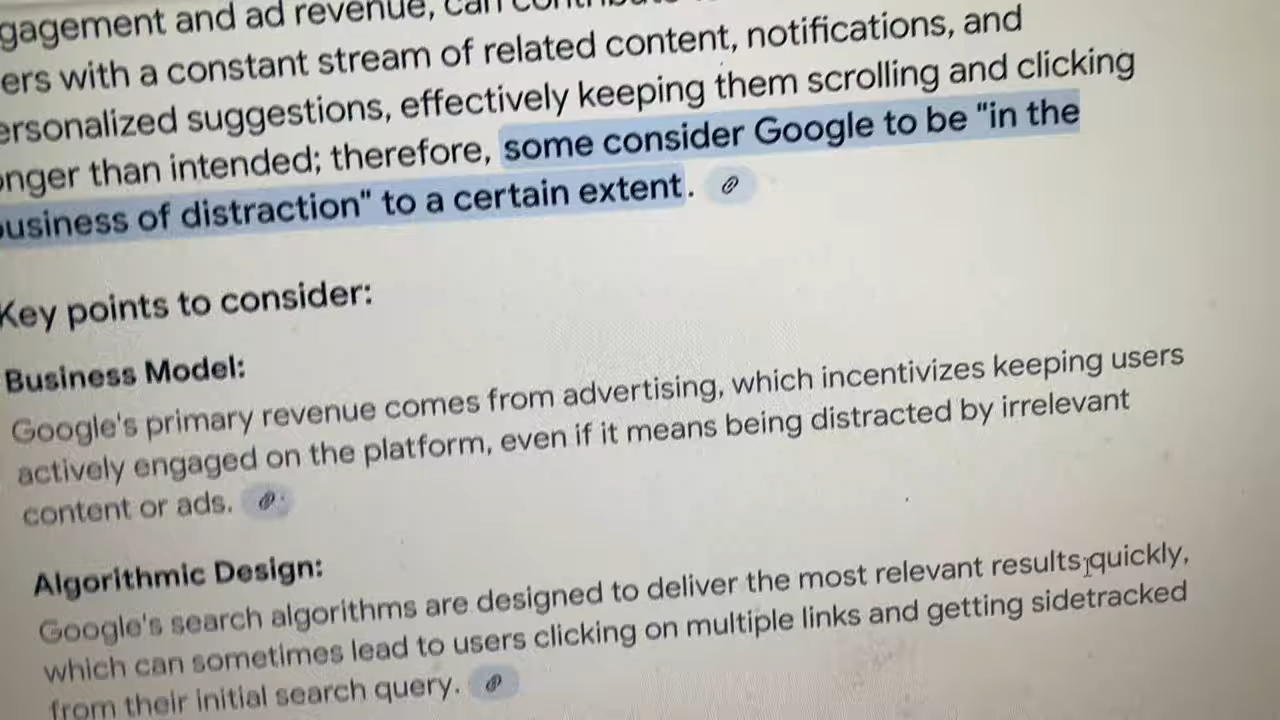 gagement and ad revenue, can
ers with a constant stream of related content, notifications, and
ersonalized suggestions, effectively keeping them scrolling and clicking
onger than intended; therefore, some consider Google to be "in the
business of distraction" to a certain extent.
Key points to consider:
Business Model:
Google's primary revenue comes from advertising, which incentivizes keeping users
actively engaged on the platform, even if it means being distracted by irrelevant
content or ads.
Algorithmic Design:
Google's search algorithms are designed to deliver the most relevant results quickly,
which can sometimes lead to users clicking on multiple links and getting sidetracked
from their initial search query.